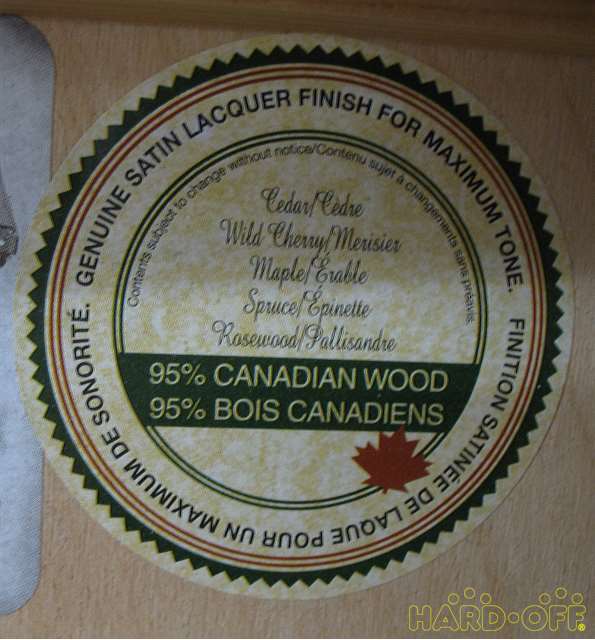 GENUINE SATIN LACQUER FINISH FOR MAXIMUM TONE.
FINITION SATINÉE DE LAQUE POUR UN MAXIMUM DE SONORITÉ.
Contents subject to change without notice/Contenu sujet à changements sans préavis.
Cedar/Cèdre
Wild Cherry/Merisier
Maple/Érable
Spruce/Épinette
Rosewood/Pallisandre
95% CANADIAN WOOD
95% BOIS CANADIENS
HARD-OFF